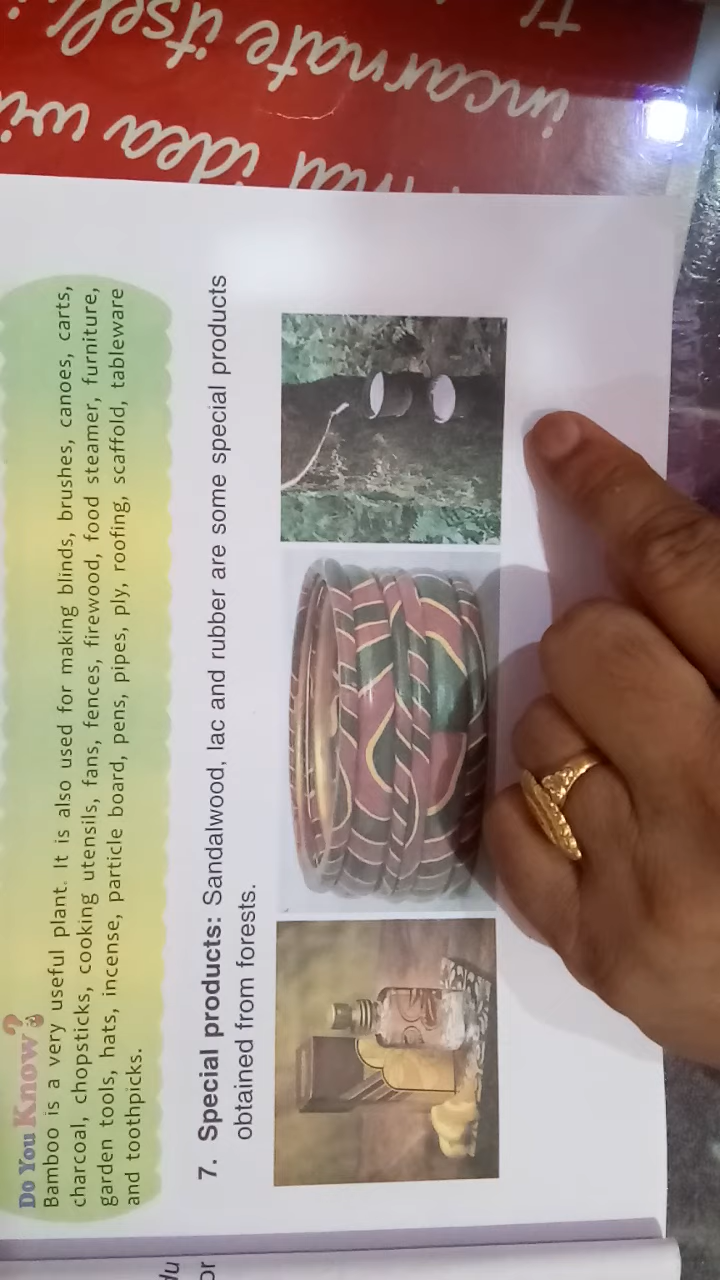 incarnate itself
idea
Do You Know?
Bamboo is a very useful plant. It is also used for making blinds, brushes, canoes, carts,
charcoal, chopsticks, cooking utensils, fans, fences, firewood, food steamer, furniture,
garden tools, hats, incense, particle board, pens, pipes, ply, roofing, scaffold, tableware
and toothpicks.
7. Special products: Sandalwood, lac and rubber are some special products
obtained from forests.